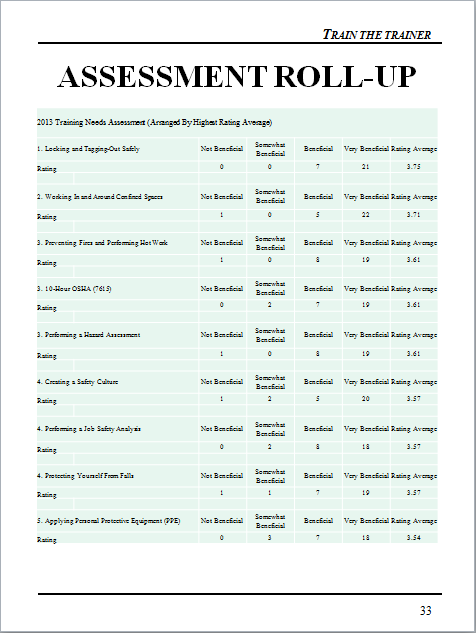 TRAIN THE TRAINER
ASSESSMENT ROLL-UP
2013 Training Needs Assessment (Arranged By Highest Rating Average)
1. Locking and Tagging-Out Safely Not Beneficial Somewhat Beneficial Beneficial Very Beneficial Rating Average
Rating 0 0 7 21 3.75
2. Working In and Around Confined Spaces Not Beneficial Somewhat Beneficial Beneficial Very Beneficial Rating Average
Rating 1 0 5 22 3.71
3. Preventing Fires and Performing Hot Work Not Beneficial Somewhat Beneficial Beneficial Very Beneficial Rating Average
Rating 1 0 8 19 3.61
3. 10-Hour OSHA (7615) Not Beneficial Somewhat Beneficial Beneficial Very Beneficial Rating Average
Rating 0 2 7 19 3.61
3. Performing a Hazard Assessment Not Beneficial Somewhat Beneficial Beneficial Very Beneficial Rating Average
Rating 1 0 8 19 3.61
4. Creating a Safety Culture Not Beneficial Somewhat Beneficial Beneficial Very Beneficial Rating Average
Rating 1 2 5 20 3.57
4. Performing a Job Safety Analysis Not Beneficial Somewhat Beneficial Beneficial Very Beneficial Rating Average
Rating 0 2 8 18 3.57
4. Protecting Yourself From Falls Not Beneficial Somewhat Beneficial Beneficial Very Beneficial Rating Average
Rating 1 1 7 19 3.57
5. Applying Personal Protective Equipment (PPE) Not Beneficial Somewhat Beneficial Beneficial Very Beneficial Rating Average
Rating 0 3 7 18 3.54
33